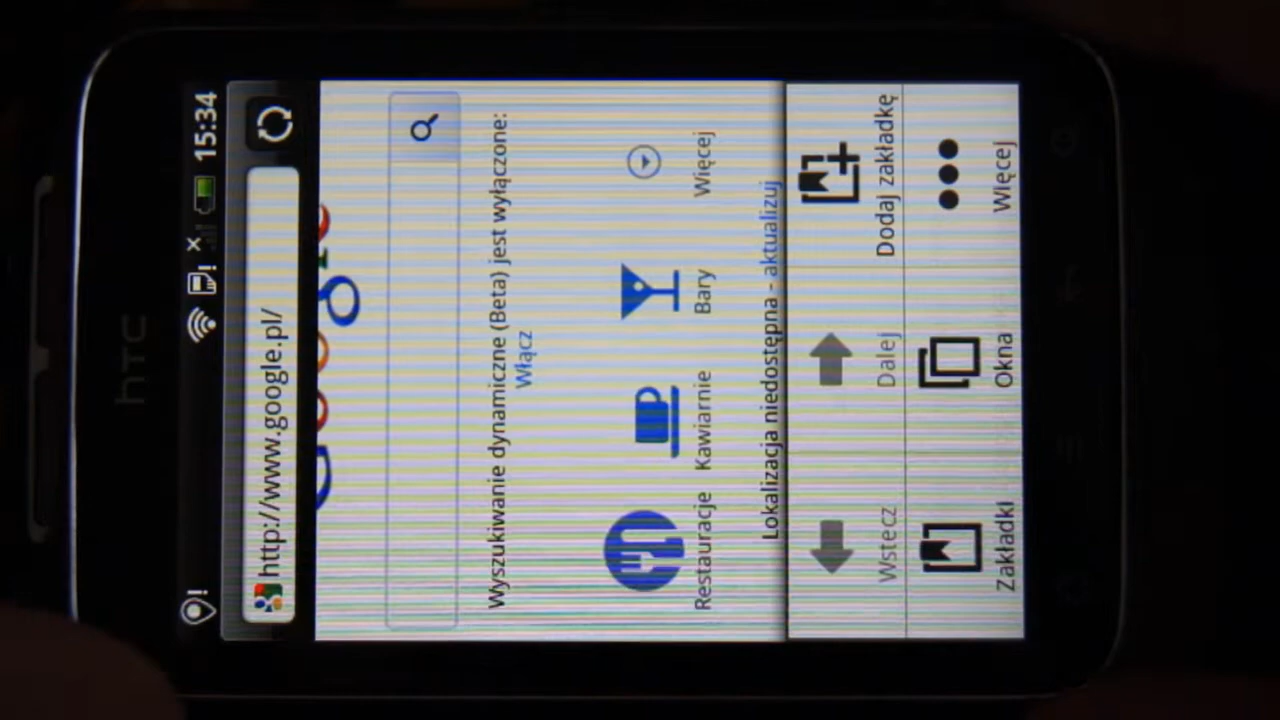 hTC
15:34
http://www.google.pl/
Wyszukiwanie dynamiczne (Beta) jest wyłączone:
Włącz
Restauracje Kawiarnie Bary Więcej
Lokalizacja niedostępna - aktualizuj
Wstecz Dalej Dodaj zakładkę
Zakładki Okna Więcej